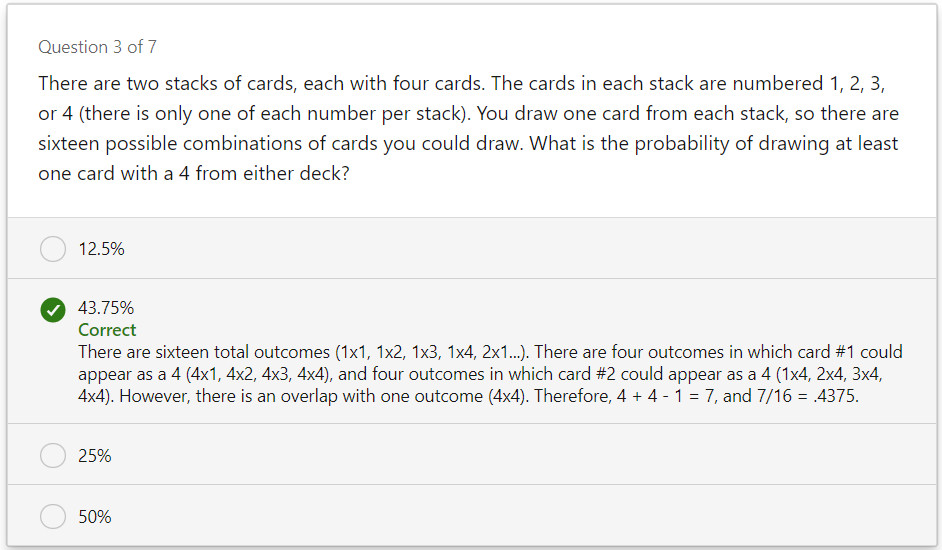 Question 3 of 7
There are two stacks of cards, each with four cards. The cards in each stack are numbered 1, 2, 3,
or 4 (there is only one of each number per stack). You draw one card from each stack, so there are
sixteen possible combinations of cards you could draw. What is the probability of drawing at least
one card with a 4 from either deck?
12.5%
43.75%
Correct
There are sixteen total outcomes (1x1, 1x2, 1x3, 1x4, 2x1...). There are four outcomes in which card #1 could
appear as a 4 (4x1, 4x2, 4x3, 4x4), and four outcomes in which card #2 could appear as a 4 (1x4, 2x4, 3x4,
4x4). However, there is an overlap with one outcome (4x4). Therefore, 4 + 4 - 1 = 7, and 7/16 = .4375.
25%
50%